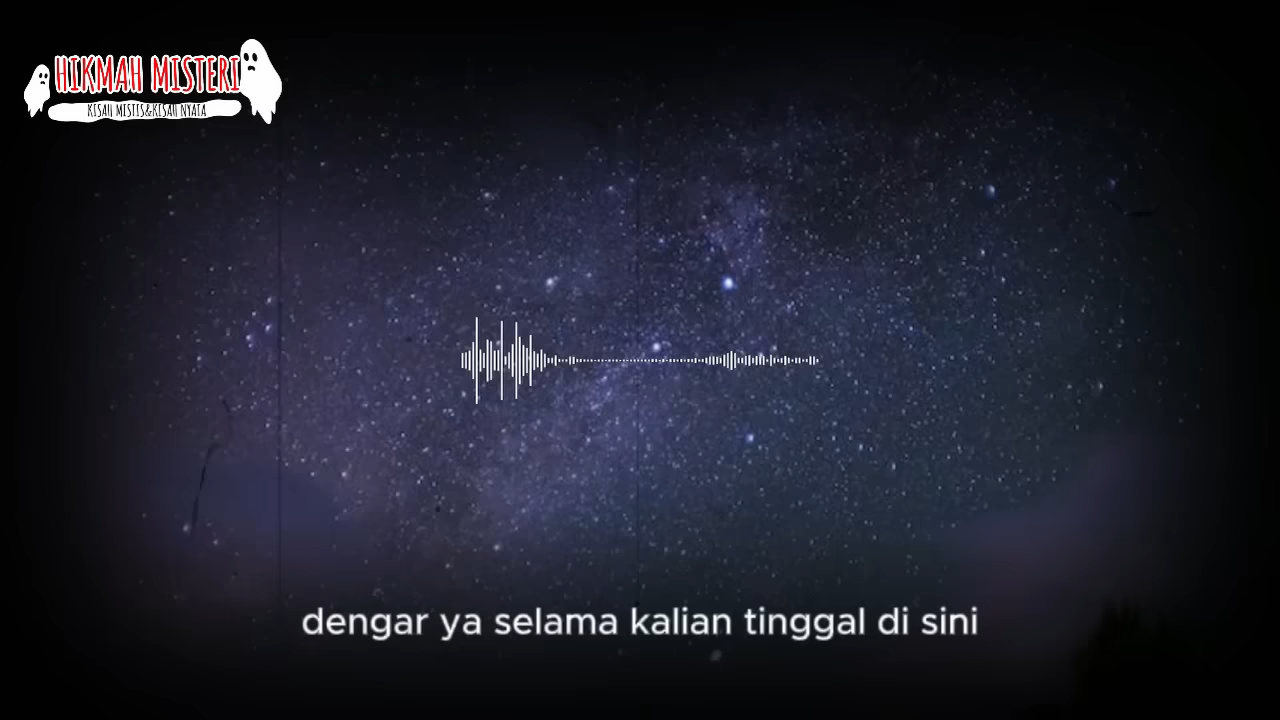 HIKMAH MISTERI
KISAH MISTIS&KISAH NYATA
dengar ya selama kalian tinggal di sini